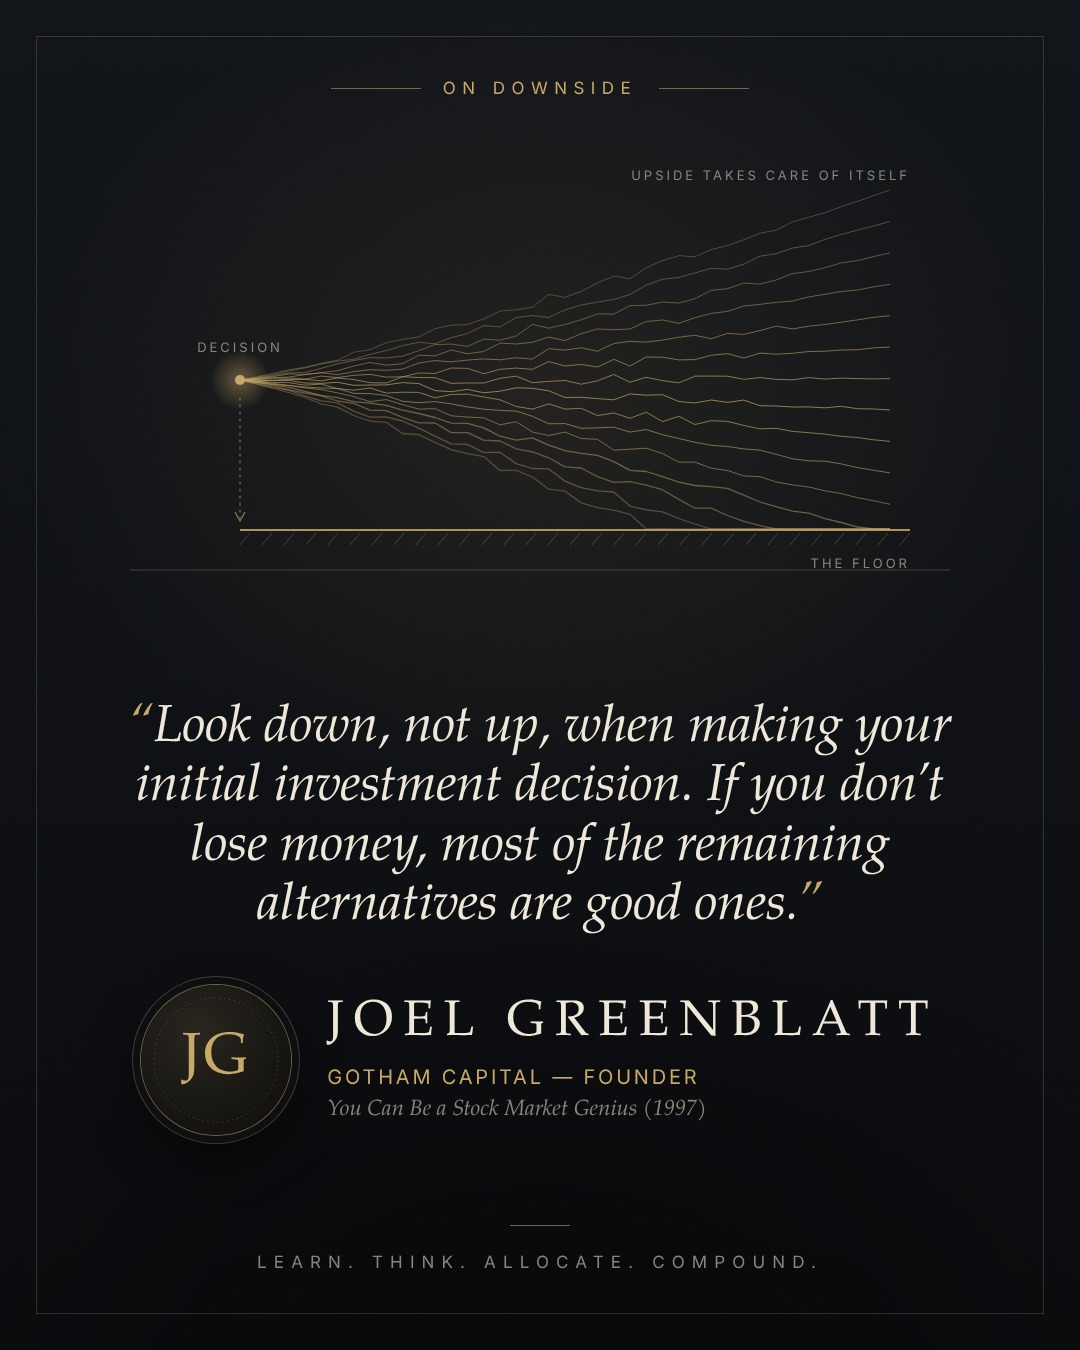 ON DOWNSIDE
UPSIDE TAKES CARE OF ITSELF
DECISION
THE FLOOR
“Look down, not up, when making your
initial investment decision. If you don’t
lose money, most of the remaining
alternatives are good ones.”
JG
JOEL GREENBLATT
GOTHAM CAPITAL — FOUNDER
You Can Be a Stock Market Genius (1997)
LEARN. THINK. ALLOCATE. COMPOUND.